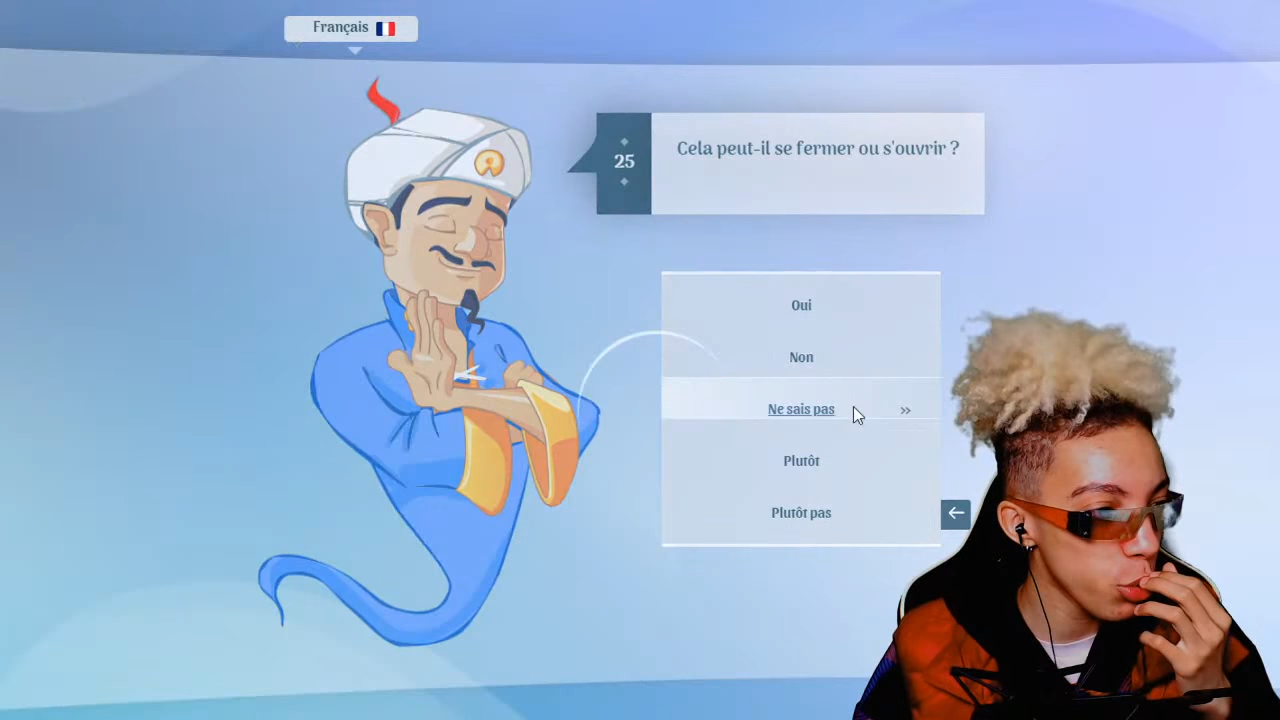 Français
25
Cela peut-il se fermer ou s'ouvrir ?
Oui
Non
Ne sais pas
Plutôt
Plutôt pas